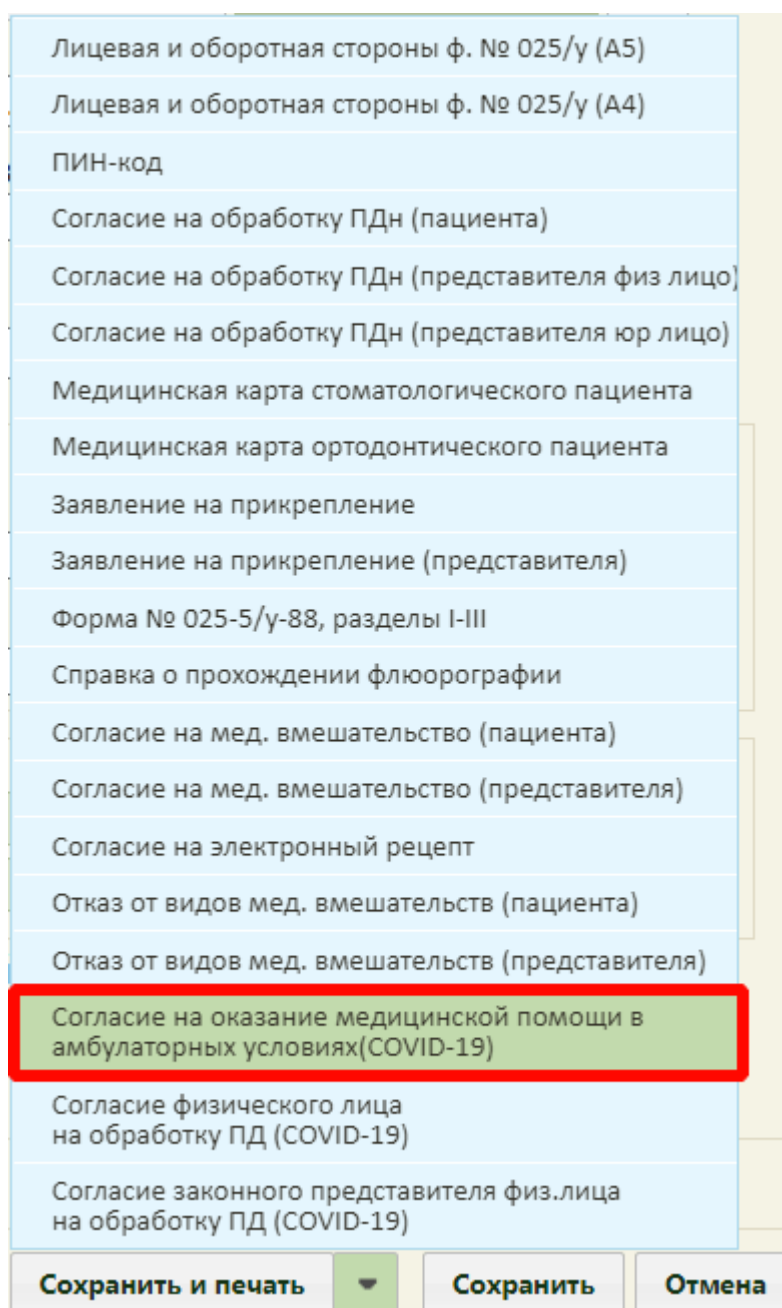 Лицевая и оборотная стороны ф. № 025/у (А5)
Лицевая и оборотная стороны ф. № 025/у (А4)
ПИН-код
Согласие на обработку ПДн (пациента)
Согласие на обработку ПДн (представителя физ лицо)
Согласие на обработку ПДн (представителя юр лицо)
Медицинская карта стоматологического пациента
Медицинская карта ортодонтического пациента
Заявление на прикрепление
Заявление на прикрепление (представителя)
Форма № 025-5/у-88, разделы I-III
Справка о прохождении флюорографии
Согласие на мед. вмешательство (пациента)
Согласие на мед. вмешательство (представителя)
Согласие на электронный рецепт
Отказ от видов мед. вмешательств (пациента)
Отказ от видов мед. вмешательств (представителя)
Согласие на оказание медицинской помощи в
амбулаторных условиях(COVID-19)
Согласие физического лица
на обработку ПД (COVID-19)
Согласие законного представителя физ.лица
на обработку ПД (COVID-19)
Сохранить и печать Сохранить Отмена